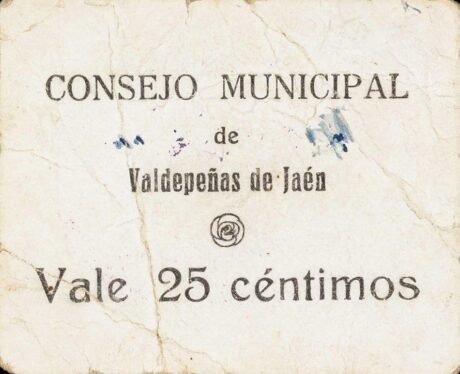 CONSEJO MUNICIPAL
de
Valdepeñas de Jaén
Vale 25 céntimos